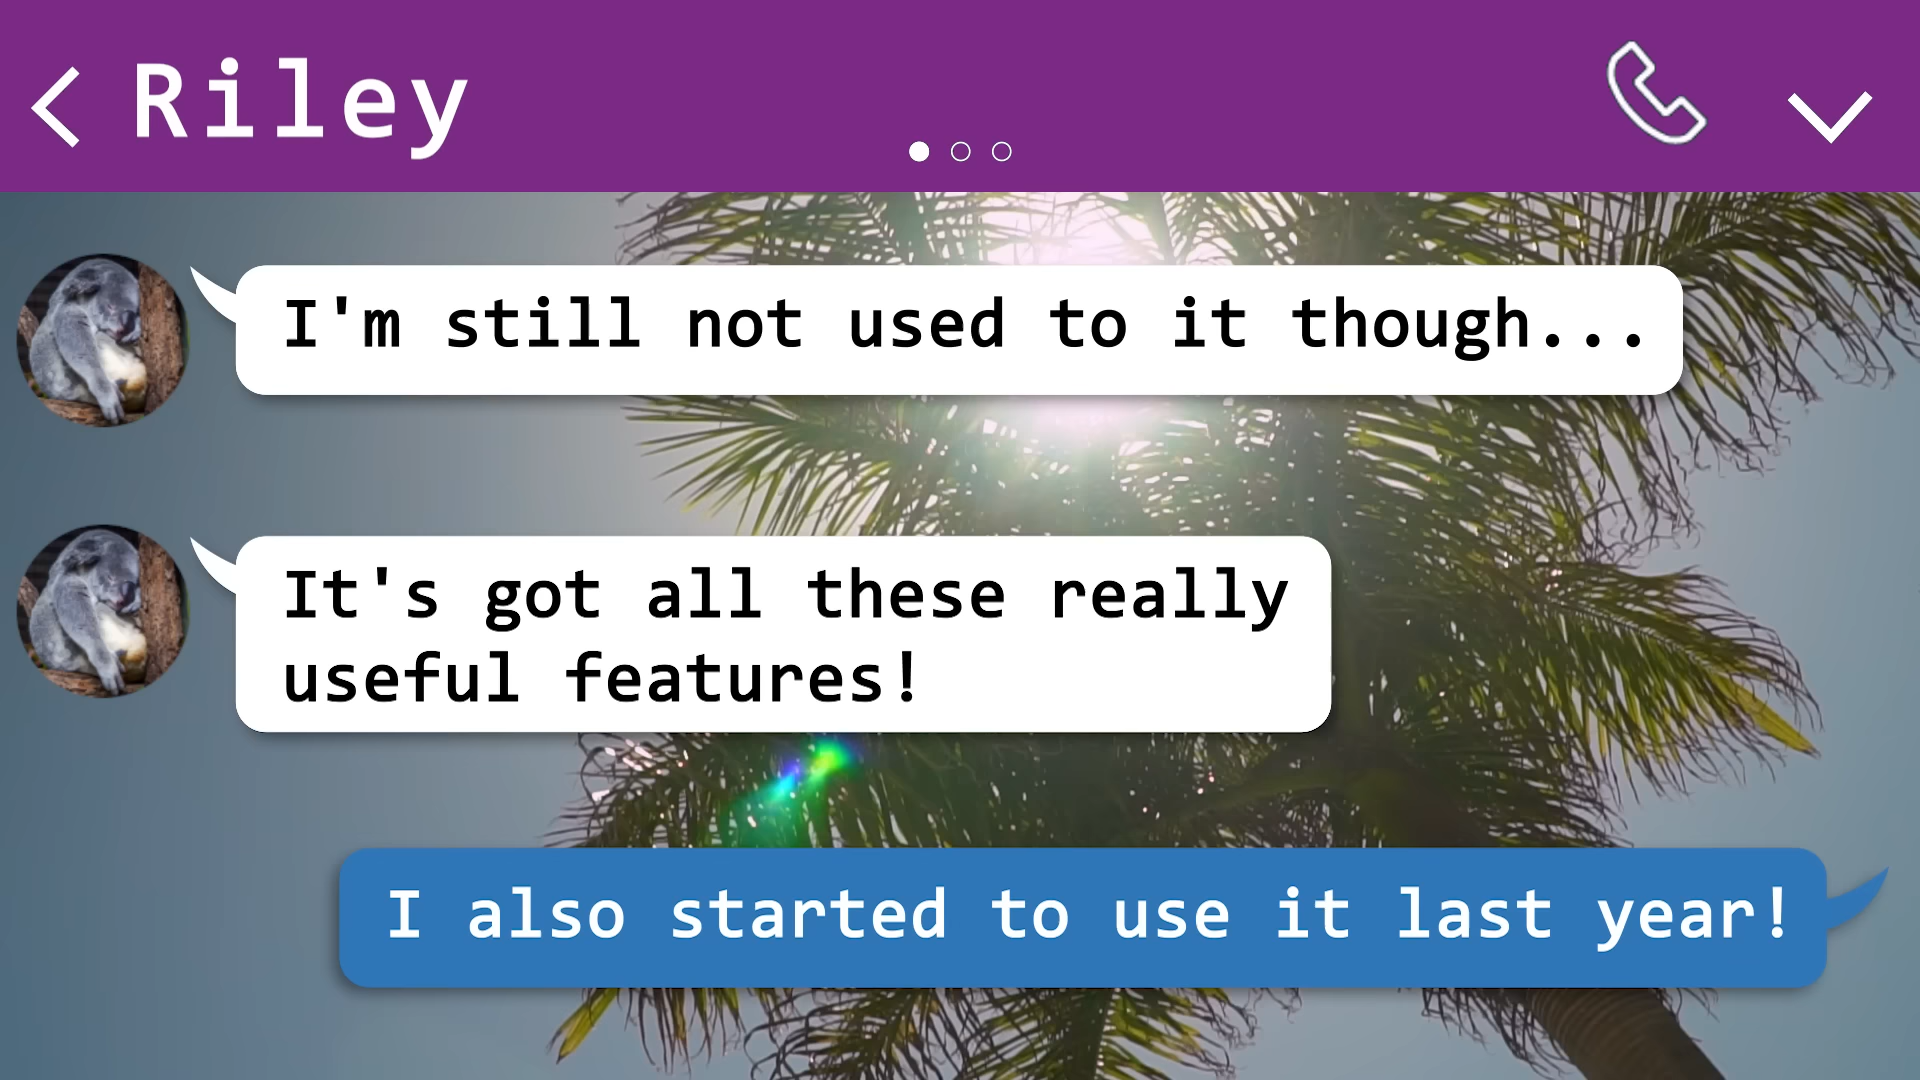 Riley
I'm still not used to it though...
It's got all these really
useful features!
I also started to use it last year!